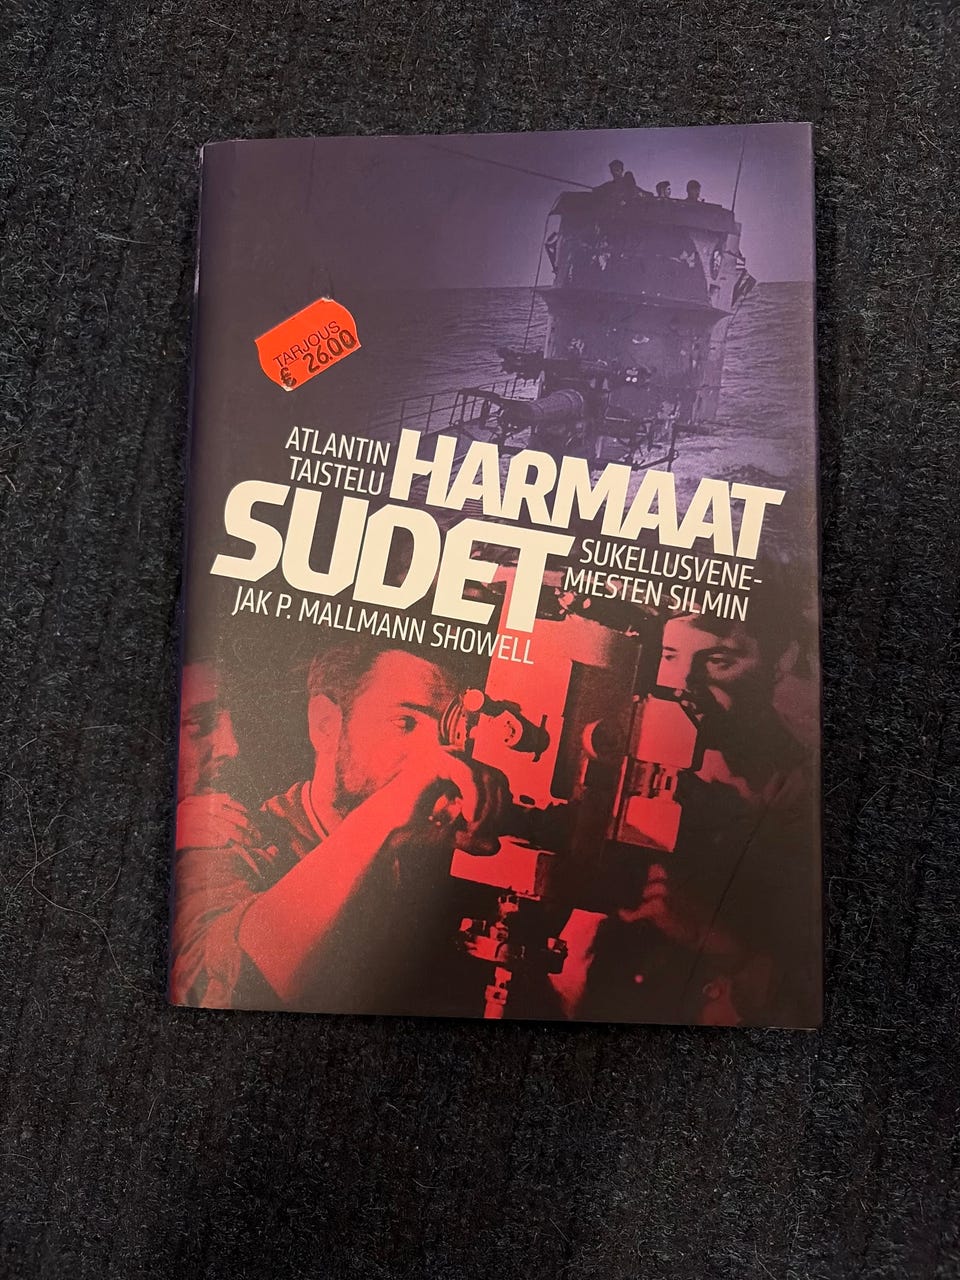 TARJOUS
€ 26.00
ATLANTIN
TAISTELU
HARMAAT
SUDET
SUKELLUSVENE-
MIESTEN SILMIN
JAK P. MALLMANN SHOWELL